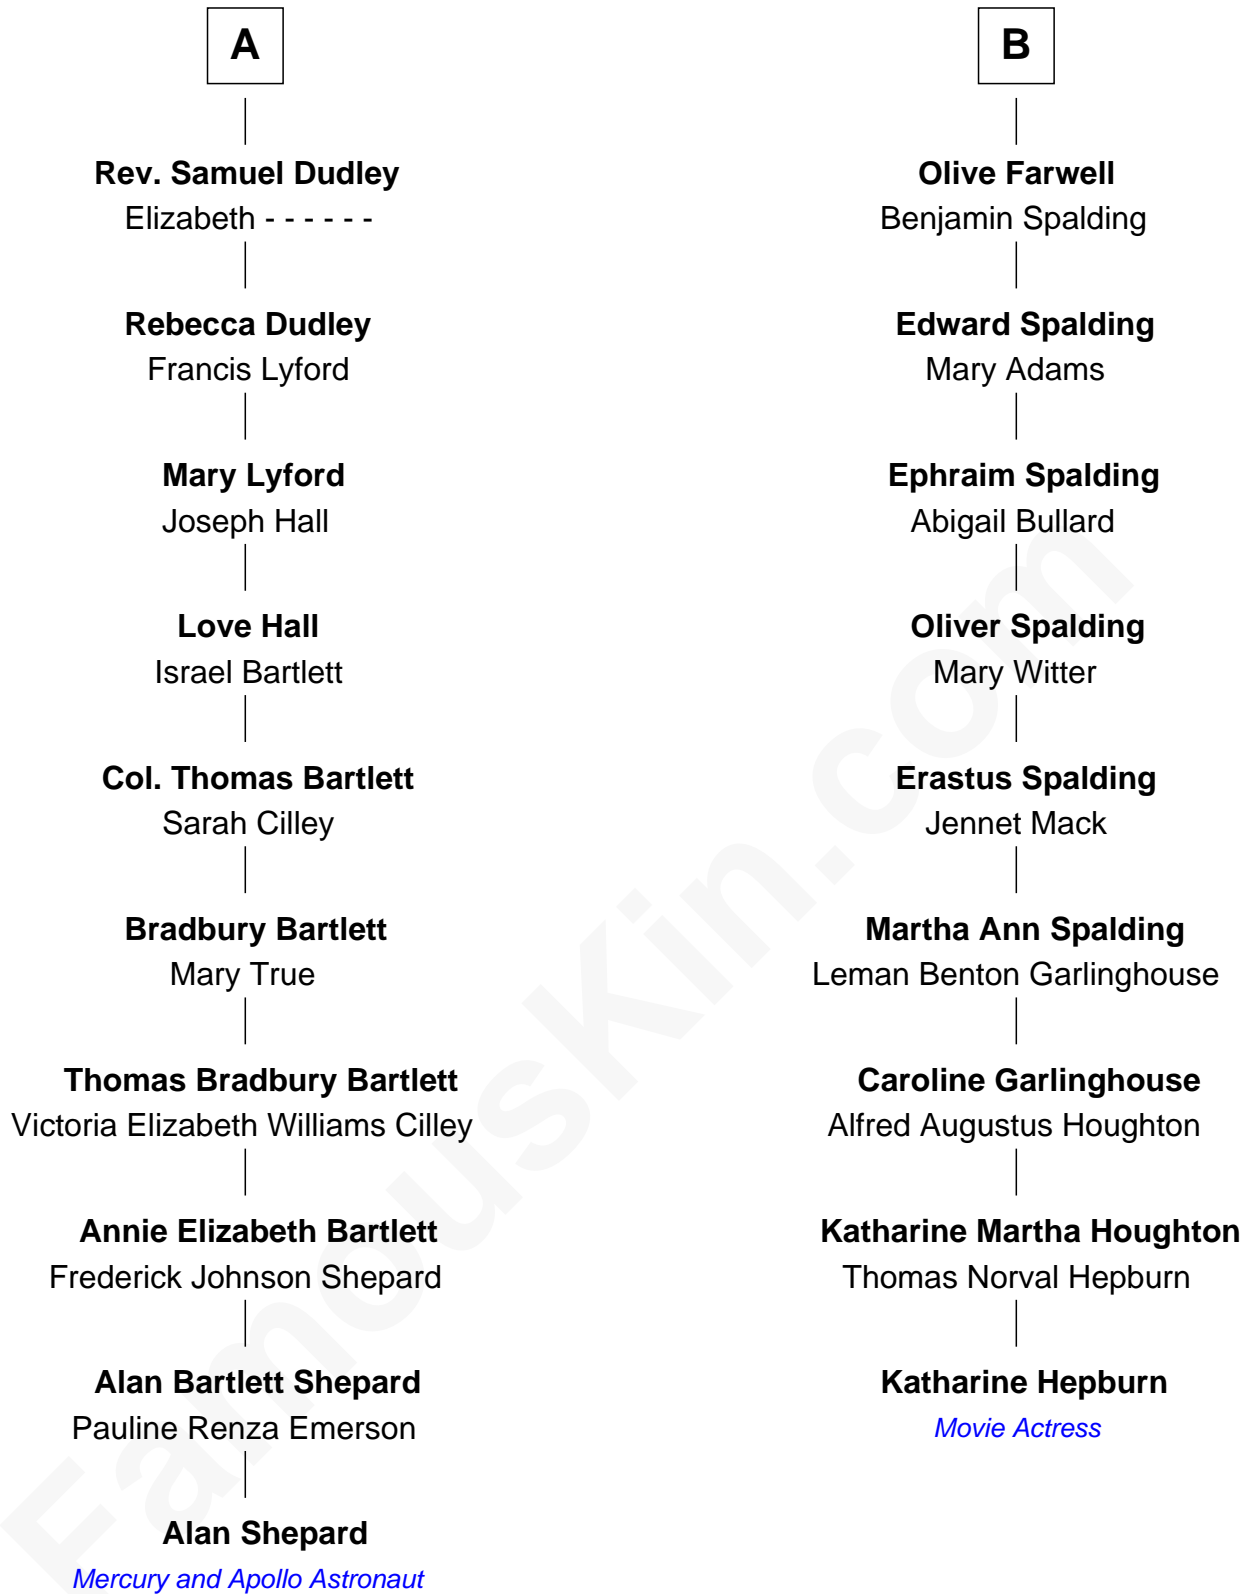 A
Rev. Samuel Dudley
Elizabeth - - - - - -
Rebecca Dudley
Francis Lyford
Mary Lyford
Joseph Hall
Love Hall
Israel Bartlett
Col. Thomas Bartlett
Sarah Cilley
Bradbury Bartlett
Mary True
Thomas Bradbury Bartlett
Victoria Elizabeth Williams Cilley
Annie Elizabeth Bartlett
Frederick Johnson Shepard
Alan Bartlett Shepard
Pauline Renza Emerson
Alan Shepard
Mercury and Apollo Astronaut
B
Olive Farwell
Benjamin Spalding
Edward Spalding
Mary Adams
Ephraim Spalding
Abigail Bullard
Oliver Spalding
Mary Witter
Erastus Spalding
Jennet Mack
Martha Ann Spalding
Leman Benton Garlinghouse
Caroline Garlinghouse
Alfred Augustus Houghton
Katharine Martha Houghton
Thomas Norval Hepburn
Katharine Hepburn
Movie Actress
FamousKin.com